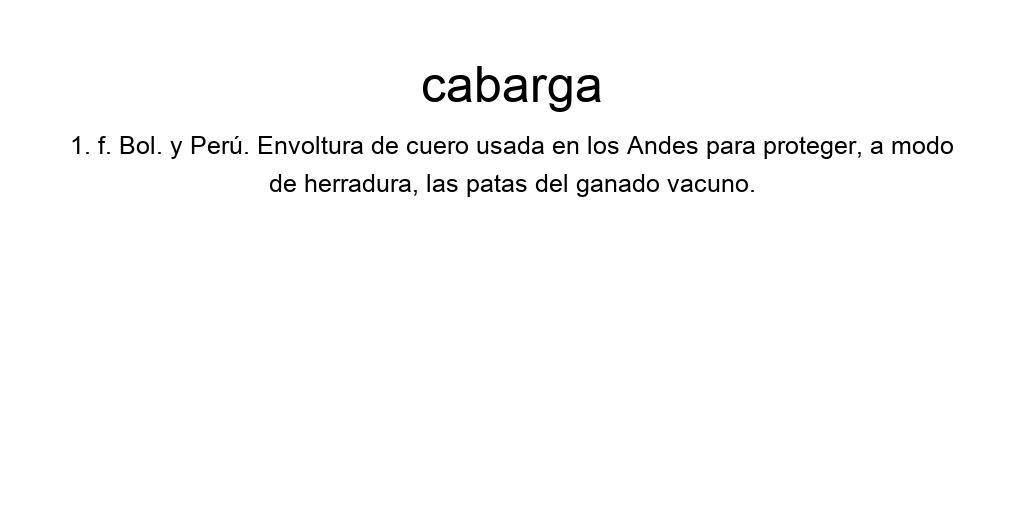 cabarga
1. f. Bol. y Perú. Envoltura de cuero usada en los Andes para proteger, a modo
de herradura, las patas del ganado vacuno.